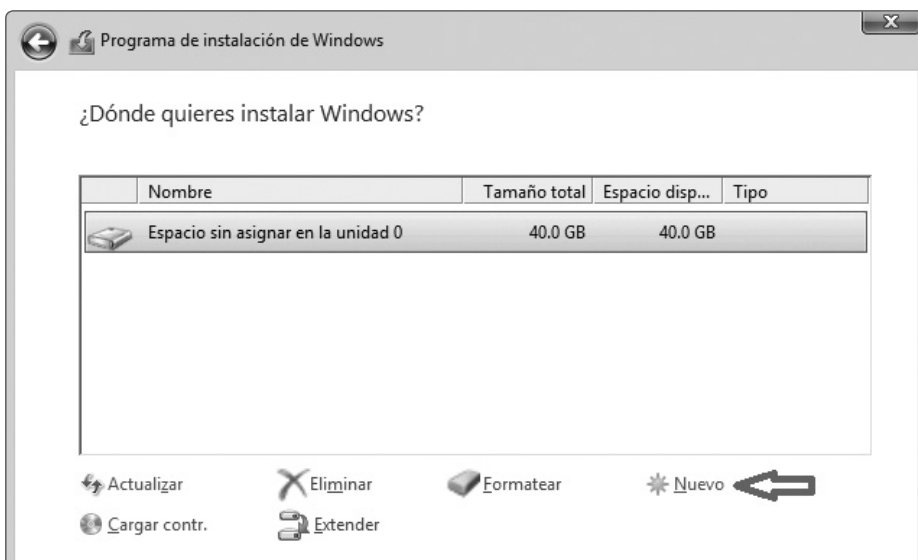 Programa de instalación de Windows
¿Dónde quieres instalar Windows?
Nombre Tamaño total Espacio disp... Tipo
Espacio sin asignar en la unidad 0 40.0 GB 40.0 GB
Actualizar Eliminar Formatear Nuevo
Cargar contr. Extender